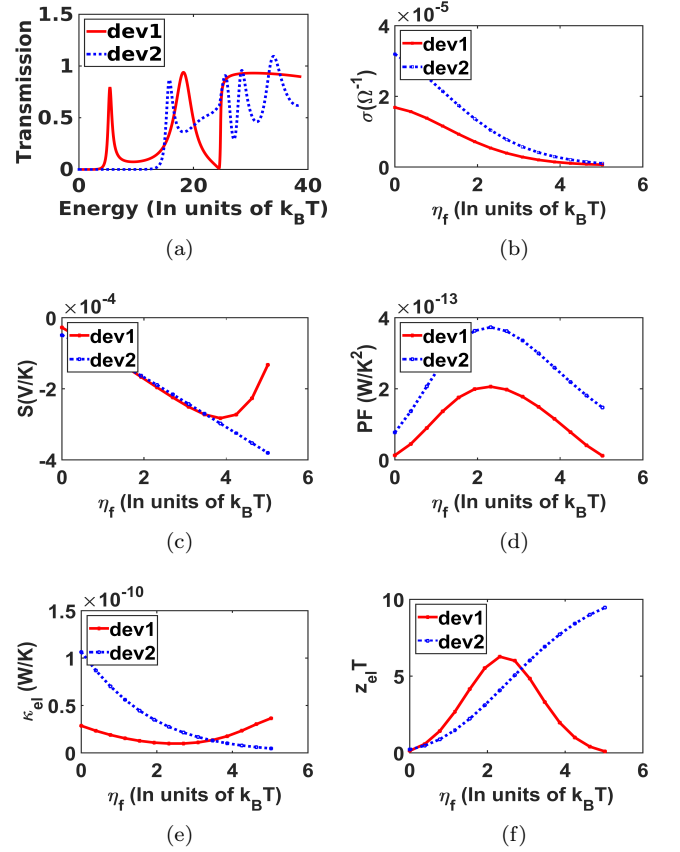 1.5
1
0.5
0
Transmission
dev1
dev2
0 20 40
Energy (In units of k_BT)
(a)
×10^-5
4
2
0
σ(Ω^-1)
dev1
dev2
0 2 4 6
η_f (In units of k_BT)
(b)
×10^-4
0
-2
-4
S(V/K)
dev1
dev2
0 2 4 6
η_f (In units of k_BT)
(c)
×10^-13
4
2
0
PF (W/K^2)
dev1
dev2
0 2 4 6
η_f (In units of k_BT)
(d)
×10^-10
1.5
1
0.5
0
κ_el (W/K)
dev1
dev2
0 2 4 6
η_f (In units of k_BT)
(e)
10
5
0
z_elT
dev1
dev2
0 2 4 6
η_f (In units of k_BT)
(f)